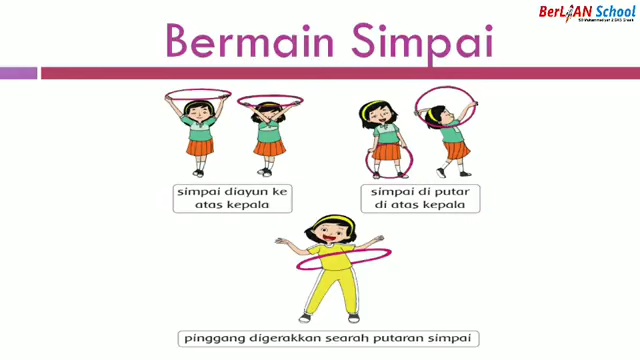 BerLIAN School
Bermain Simpai
simpai diayun ke
atas kepala
simpai di putar
di atas kepala
pinggang digerakkan searah putaran simpai